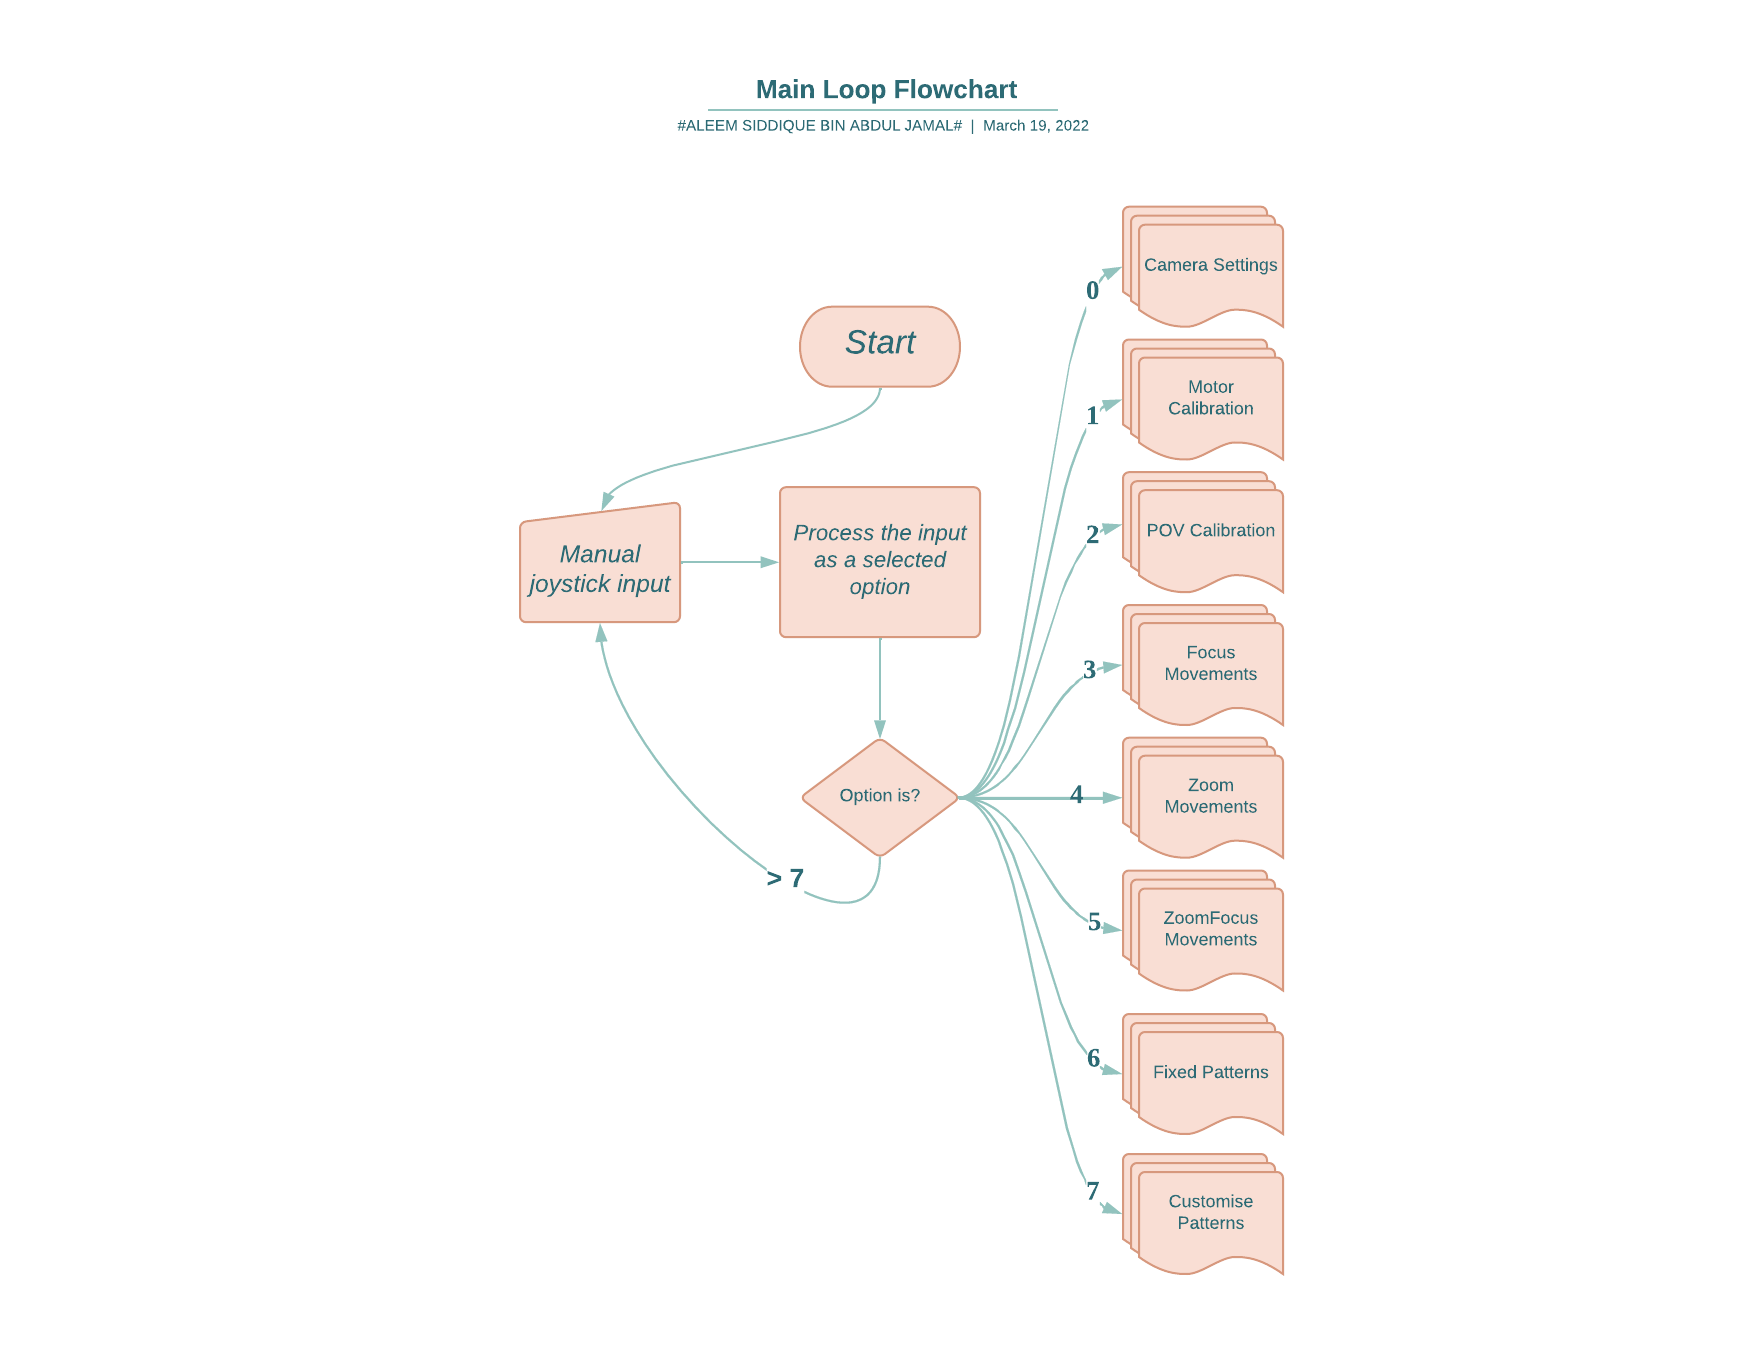 Main Loop Flowchart
#ALEEM SIDDIQUE BIN ABDUL JAMAL# | March 19, 2022
Start
Manual
joystick input
Process the input
as a selected
option
Option is?
> 7
0
Camera Settings
1
Motor
Calibration
2
POV Calibration
3
Focus
Movements
4
Zoom
Movements
5
ZoomFocus
Movements
6
Fixed Patterns
7
Customise
Patterns